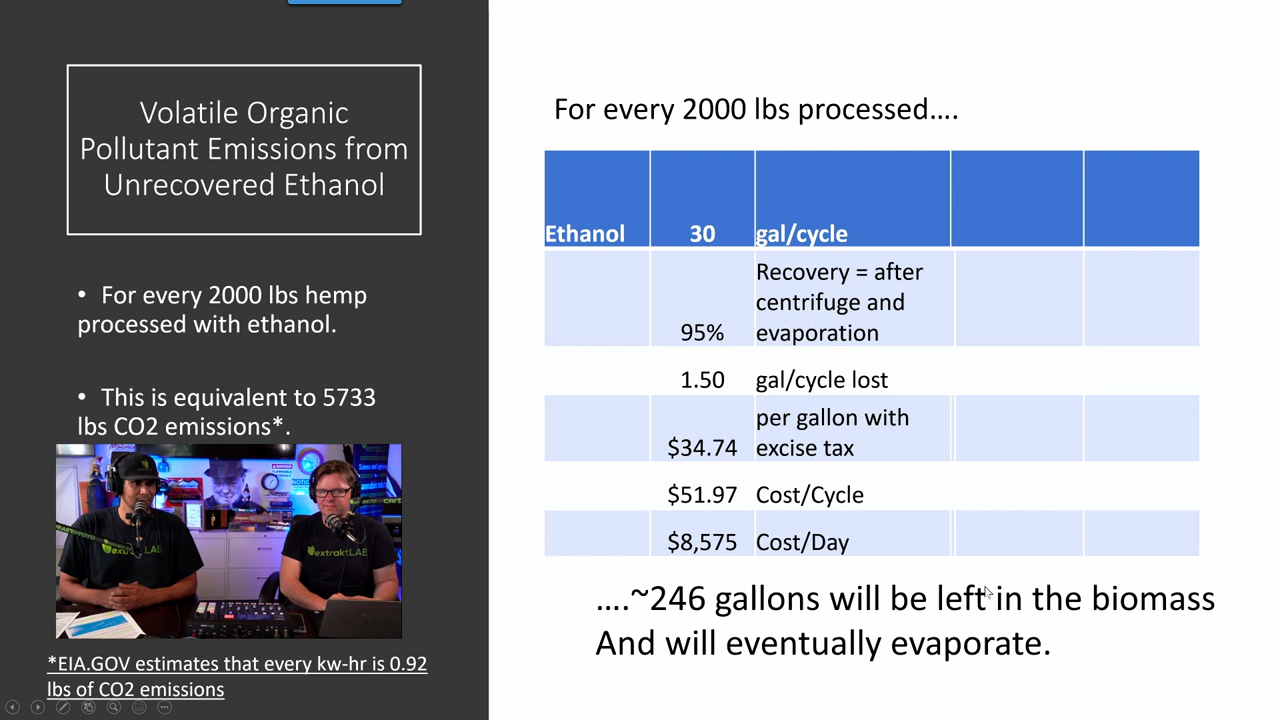 Volatile Organic
Pollutant Emissions from
Unrecovered Ethanol
• For every 2000 lbs hemp
processed with ethanol.
• This is equivalent to 5733
lbs CO2 emissions*.
extraktLAB
extraktLAB
*EIA.GOV estimates that every kw-hr is 0.92
lbs of CO2 emissions
For every 2000 lbs processed....
Ethanol 30 gal/cycle
Recovery = after
centrifuge and
95% evaporation
1.50 gal/cycle lost
per gallon with
$34.74 excise tax
$51.97 Cost/Cycle
$8,575 Cost/Day
....~246 gallons will be left in the biomass
And will eventually evaporate.